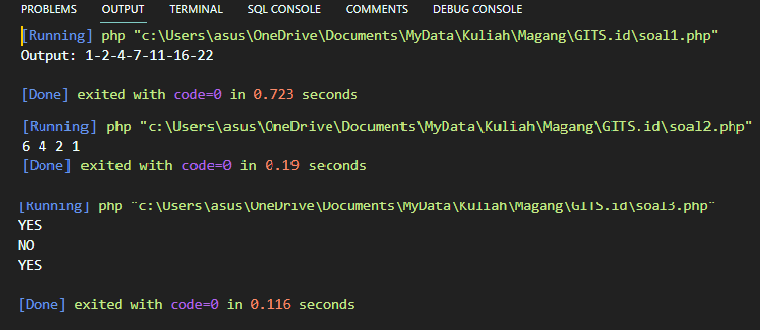 PROBLEMS OUTPUT TERMINAL SQL CONSOLE COMMENTS DEBUG CONSOLE
[Running] php "c:\Users\asus\OneDrive\Documents\MyData\Kuliah\Magang\GITS.id\soal1.php"
Output: 1-2-4-7-11-16-22
[Done] exited with code=0 in 0.723 seconds
[Running] php "c:\Users\asus\OneDrive\Documents\MyData\Kuliah\Magang\GITS.id\soal2.php"
6 4 2 1
[Done] exited with code=0 in 0.19 seconds
[Running] php "c:\Users\asus\OneDrive\Documents\MyData\Kuliah\Magang\GITS.id\soal3.php"
YES
NO
YES
[Done] exited with code=0 in 0.116 seconds